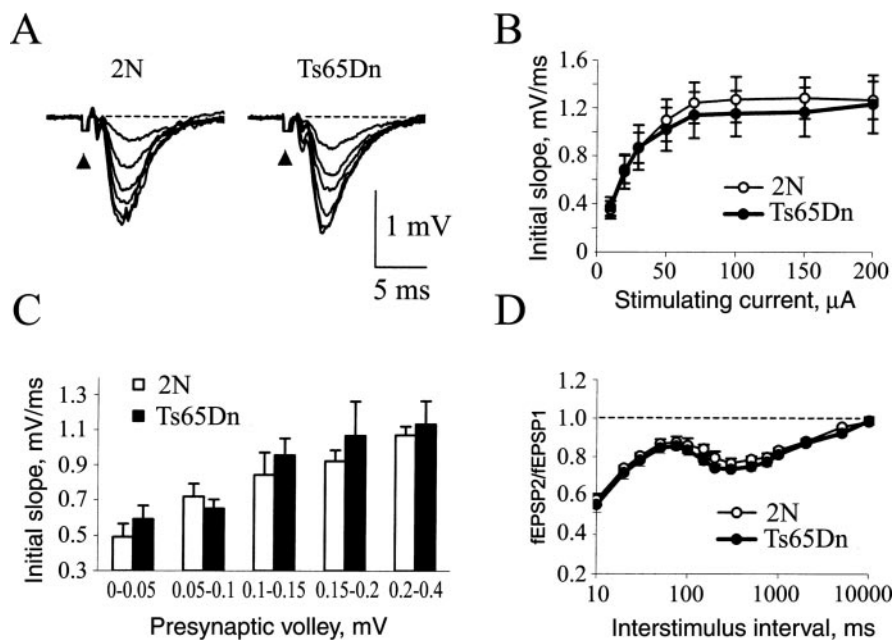 A
2N
Ts65Dn
1 mV
5 ms
B
Initial slope, mV/ms
1.6
1.2
0.8
0.4
0
2N
Ts65Dn
0 50 100 150 200
Stimulating current, μA
C
Initial slope, mV/ms
1.3
1.1
0.9
0.7
0.5
0.3
2N
Ts65Dn
0-0.05 0.05-0.1 0.1-0.15 0.15-0.2 0.2-0.4
Presynaptic volley, mV
D
fEPSP2/fEPSP1
1.2
1.0
0.8
0.6
0.4
0.2
2N
Ts65Dn
10 100 1000 10000
Interstimulus interval, ms